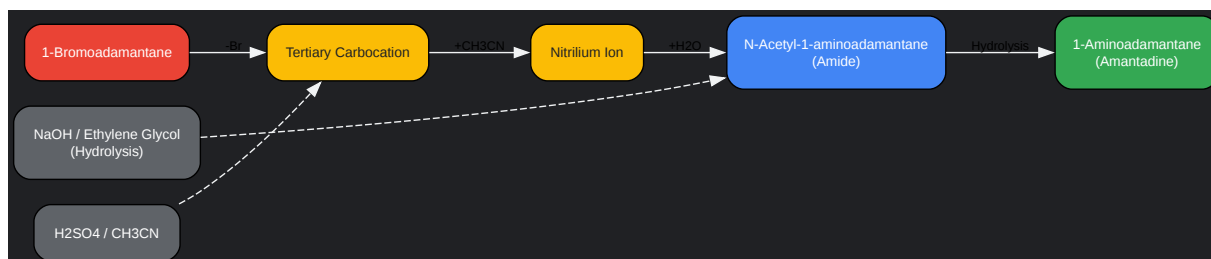 1-Bromoadamantane
-Br
Tertiary Carbocation
+CH3CN
Nitrilium Ion
+H2O
N-Acetyl-1-aminoadamantane
(Amide)
Hydrolysis
1-Aminoadamantane
(Amantadine)
NaOH / Ethylene Glycol
(Hydrolysis)
H2SO4 / CH3CN